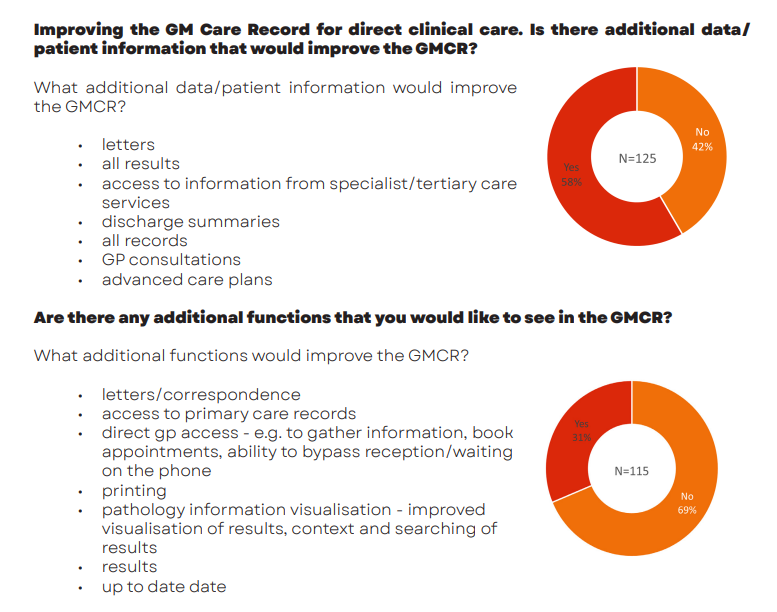 Improving the GM Care Record for direct clinical care. Is there additional data/
patient information that would improve the GMCR?
What additional data/patient information would improve
the GMCR?
• letters
• all results
• access to information from specialist/tertiary care
services
• discharge summaries
• all records
• GP consultations
• advanced care plans
No
42%
N=125
Yes
58%
Are there any additional functions that you would like to see in the GMCR?
What additional functions would improve the GMCR?
• letters/correspondence
• access to primary care records
• direct gp access - e.g. to gather information, book
appointments, ability to bypass reception/waiting
on the phone
• printing
• pathology information visualisation - improved
visualisation of results, context and searching of
results
• results
• up to date date
Yes
31%
N=115
No
69%